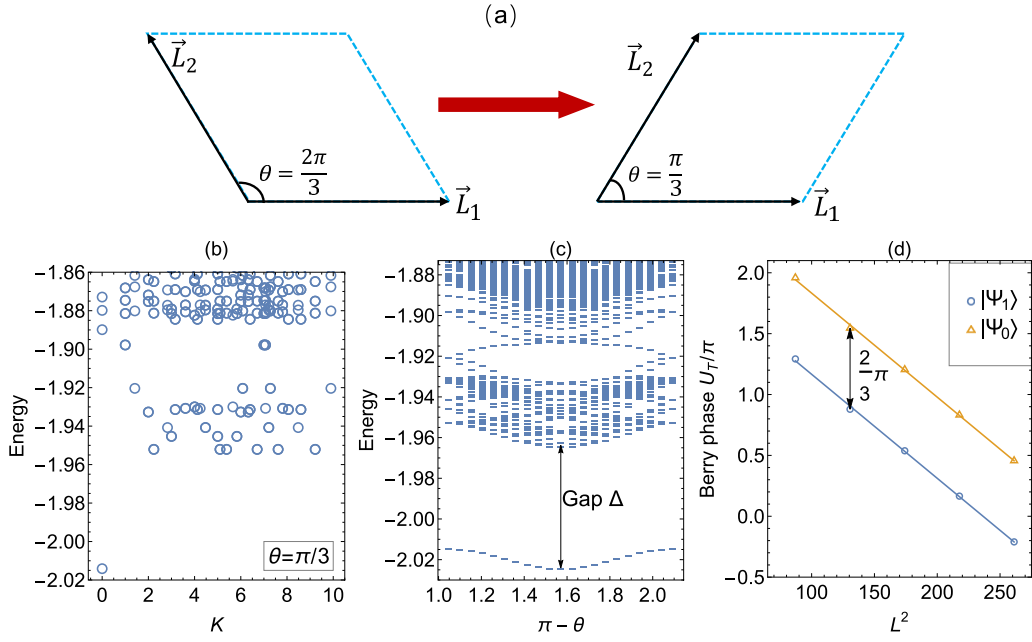 (a)
L⃗₂
θ = 2π/3
L⃗₁
L⃗₂
θ = π/3
L⃗₁
(b)
−1.86
−1.88
−1.90
−1.92
−1.94
−1.96
−1.98
−2.00
−2.02
Energy
θ=π/3
0 2 4 6 8 10
K
(c)
−1.88
−1.90
−1.92
−1.94
−1.96
−1.98
−2.00
−2.02
Energy
Gap Δ
1.0 1.2 1.4 1.6 1.8 2.0
π − θ
(d)
2.0
1.5
1.0
0.5
0.0
−0.5
Berry phase U_T/π
|Ψ₁⟩
|Ψ₀⟩
2/3 π
100 150 200 250
L²